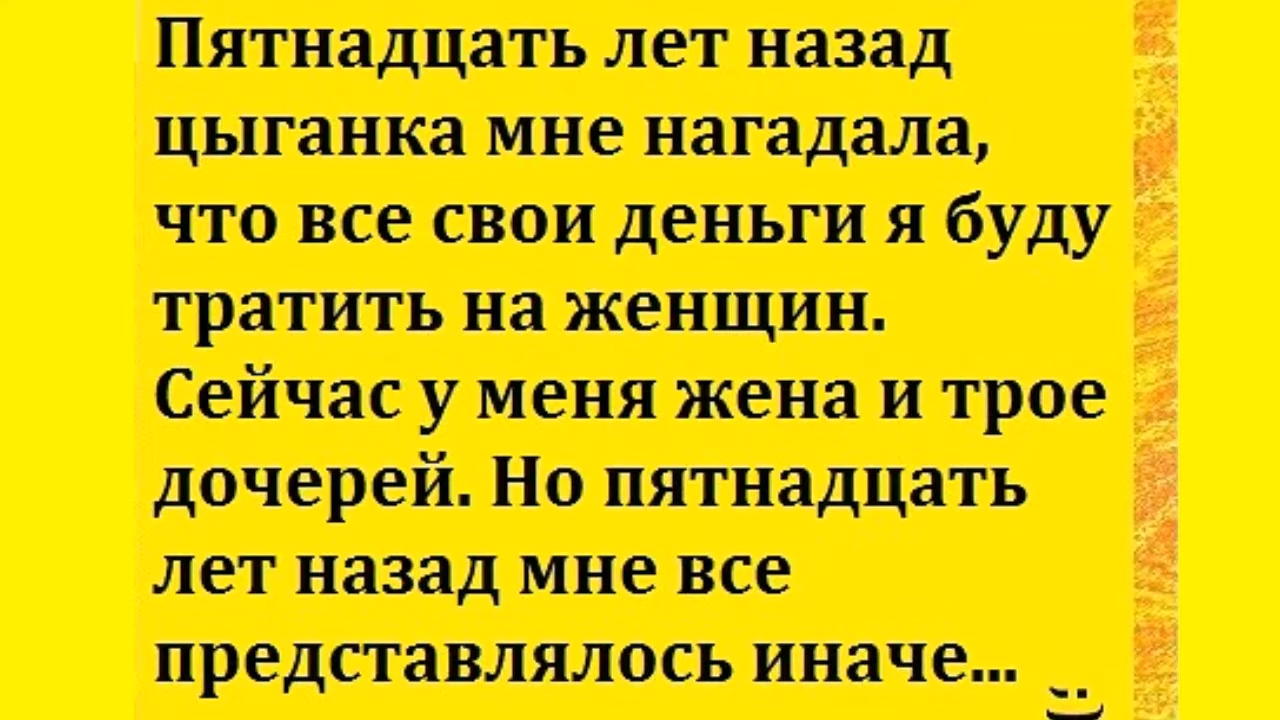 Пятнадцать лет назад
цыганка мне нагадала,
что все свои деньги я буду
тратить на женщин.
Сейчас у меня жена и трое
дочерей. Но пятнадцать
лет назад мне все
представлялось иначе...